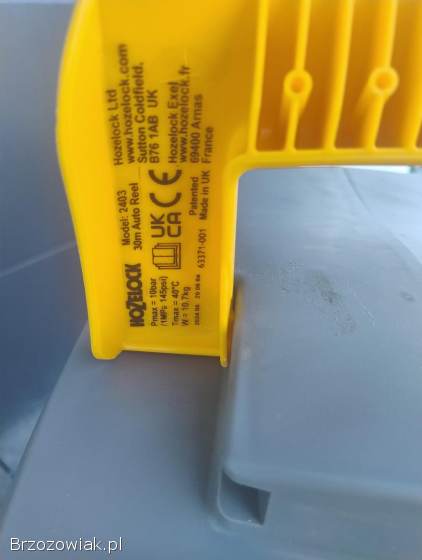 HOZELOCK
Model: 2403
30m Auto Reel
Hozelock Ltd
www.hozelock.com
Sutton Coldfield.
B76 1AB UK
Pmax = 10bar
(1MPa 145psi)
Tmax = 40°C
W = 10,7kg
UK
CA
CE
Hozelock Exel
www.hozelock.fr
69400 Arnas
France
63371-001
Patented
Made in UK
Brzozowiak.pl